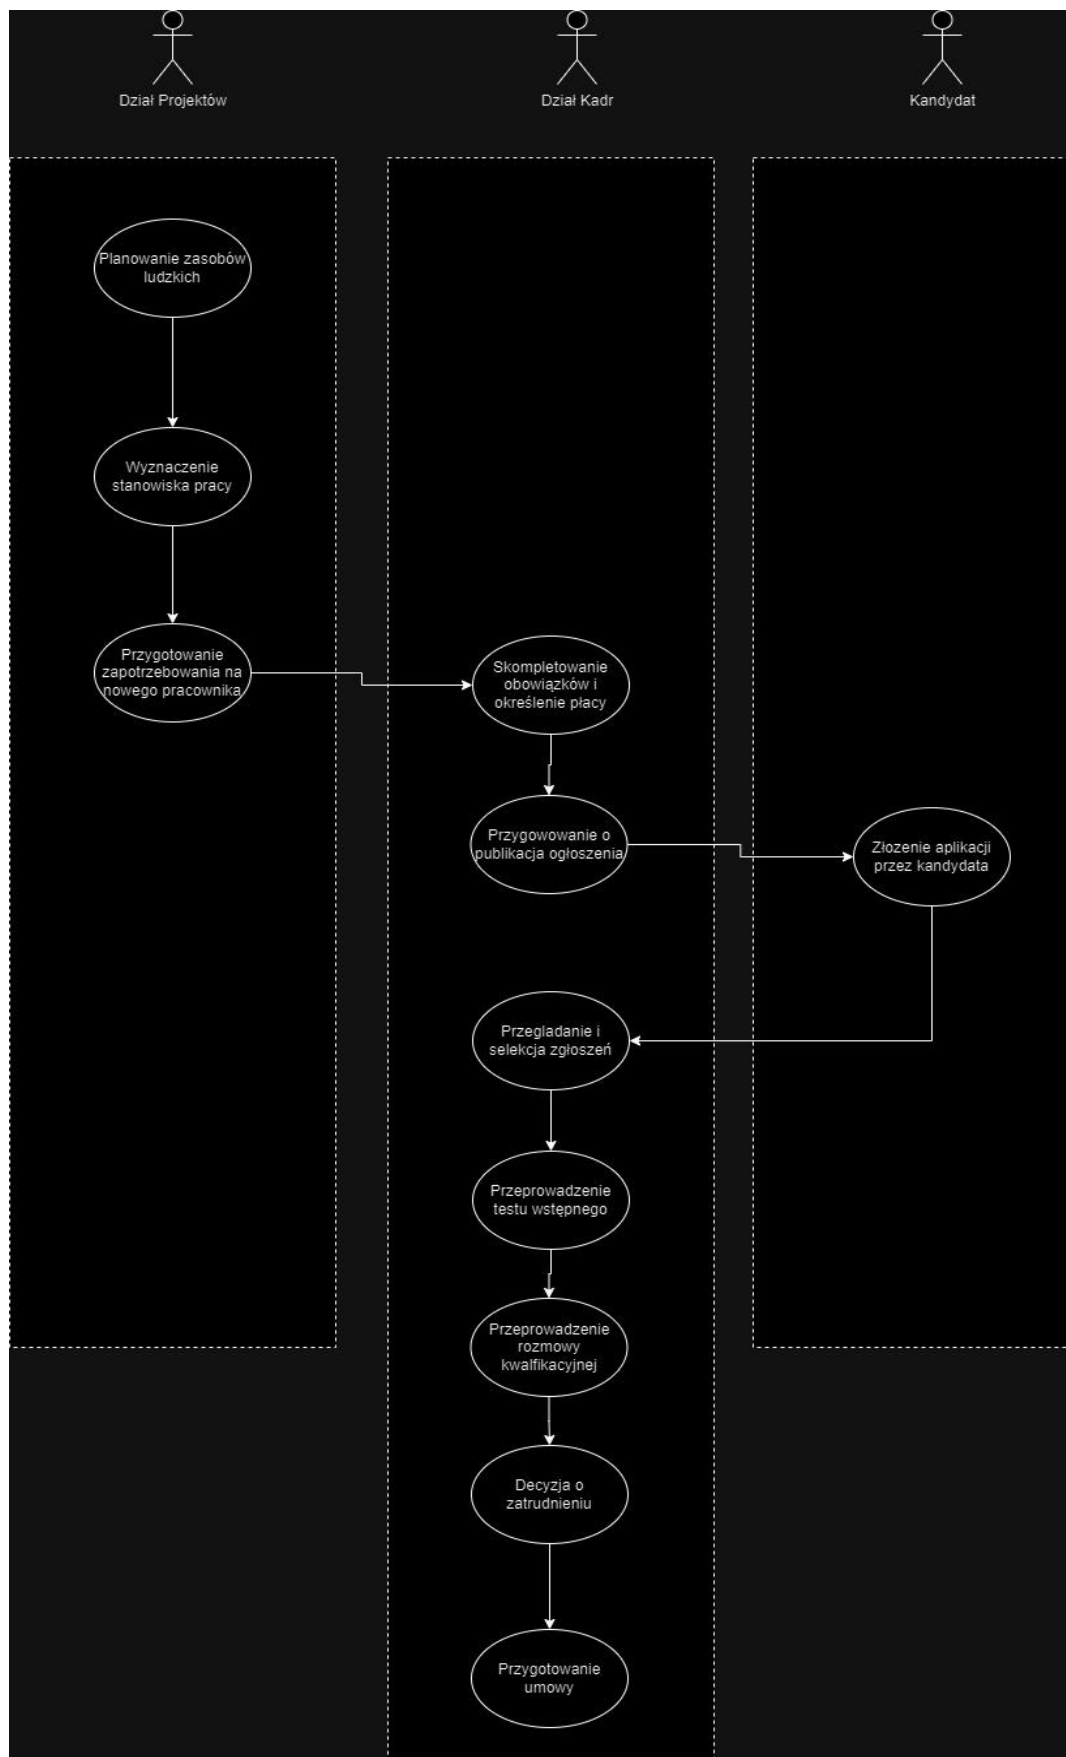 Dział Projektów
Dział Kadr
Kandydat
Planowanie zasobów
ludzkich
Wyznaczenie
stanowiska pracy
Przygotowanie
zapotrzebowania na
nowego pracownika
Skompletowanie
obowiązków i
określenie płacy
Przygowowanie o
publikacja ogłoszenia
Złozenie aplikacji
przez kandydata
Przegladanie i
selekcja zgłoszeń
Przeprowadzenie
testu wstępnego
Przeprowadzenie
rozmowy
kwalfikacyjnej
Decyzja o
zatrudnieniu
Przygotowanie
umowy